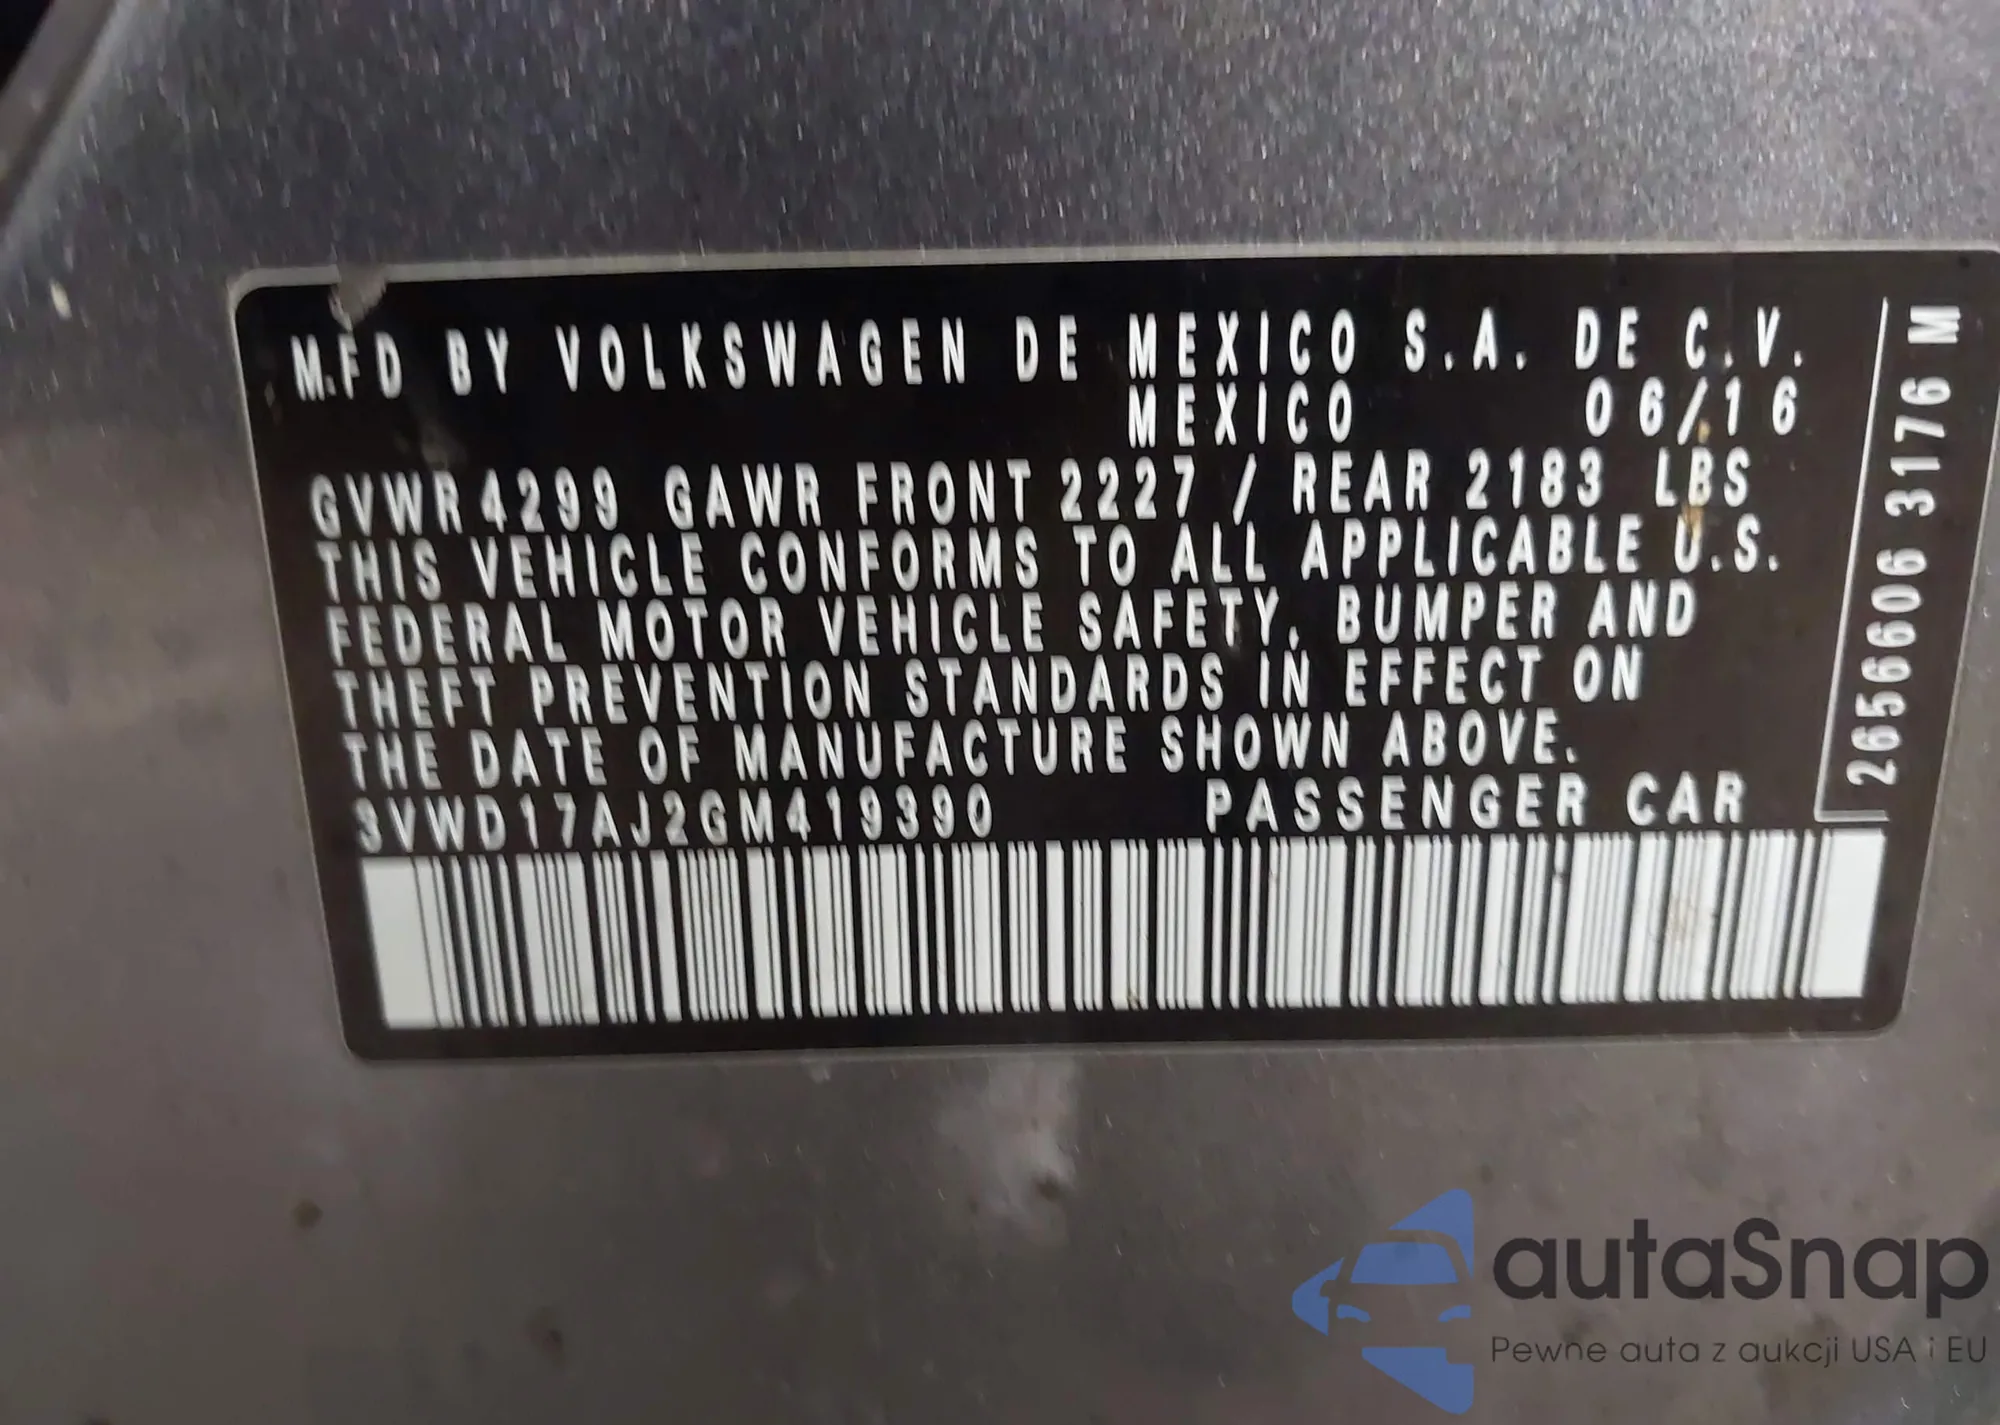 MFD BY VOLKSWAGEN DE MEXICO S.A. DE C.V.
MEXICO 06/16
GVWR 4299 GAWR FRONT 2227 / REAR 2183 LBS
THIS VEHICLE CONFORMS TO ALL APPLICABLE U.S.
FEDERAL MOTOR VEHICLE SAFETY, BUMPER AND
THEFT PREVENTION STANDARDS IN EFFECT ON
THE DATE OF MANUFACTURE SHOWN ABOVE.
3VWD17AJ2GM419390 PASSENGER CAR
2656606 3176 M
autaSnap
Pewne auta z aukcji USA i EU